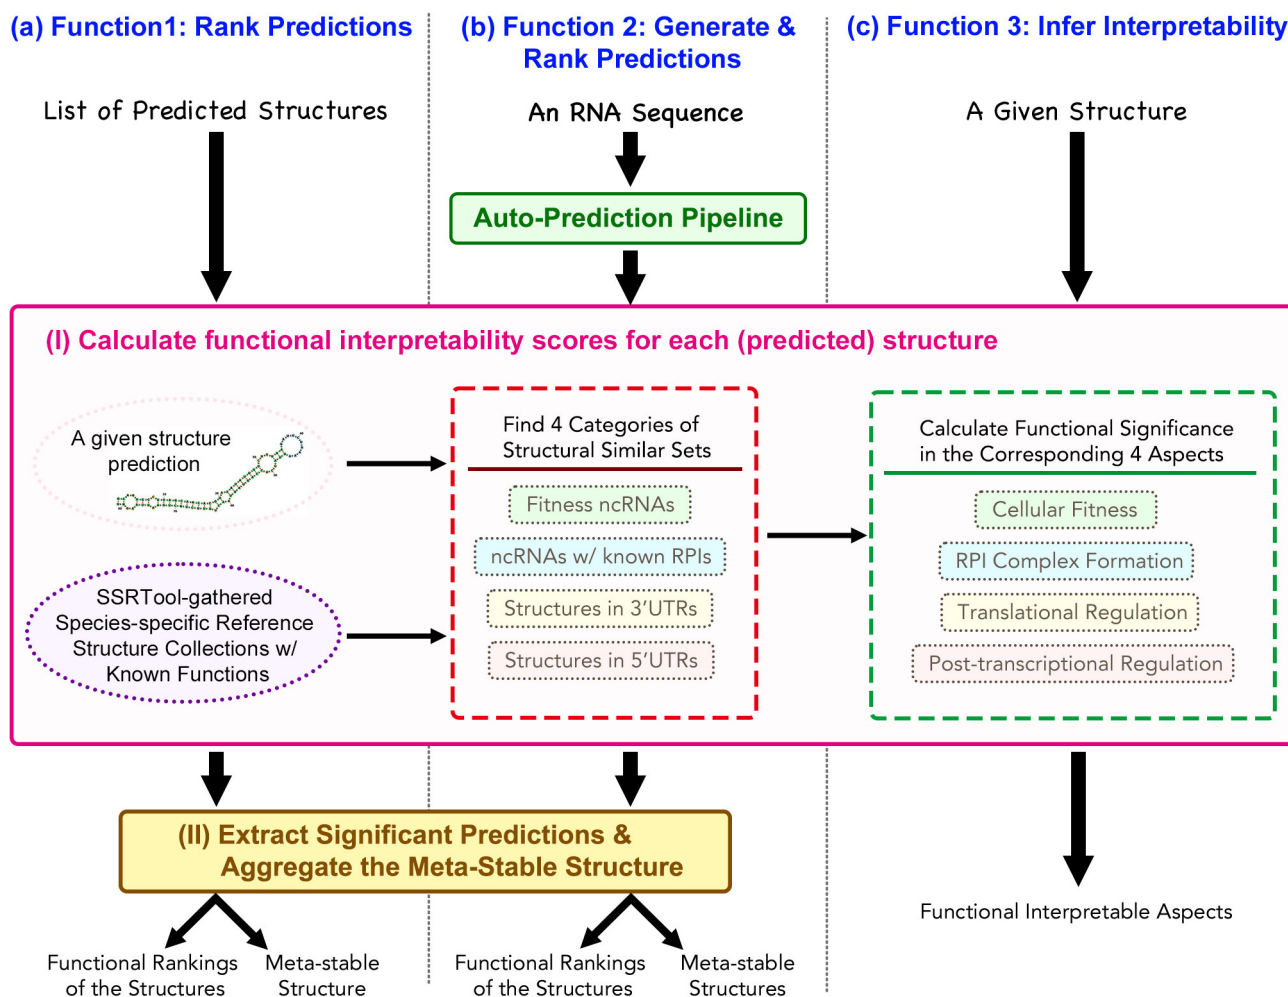 (a) Function1: Rank Predictions
(b) Function 2: Generate &
Rank Predictions
(c) Function 3: Infer Interpretability
List of Predicted Structures
An RNA Sequence
A Given Structure
Auto-Prediction Pipeline
(I) Calculate functional interpretability scores for each (predicted) structure
A given structure
prediction
SSRTool-gathered
Species-specific Reference
Structure Collections w/
Known Functions
Find 4 Categories of
Structural Similar Sets
Fitness ncRNAs
ncRNAs w/ known RPIs
Structures in 3’UTRs
Structures in 5’UTRs
Calculate Functional Significance
in the Corresponding 4 Aspects
Cellular Fitness
RPI Complex Formation
Translational Regulation
Post-transcriptional Regulation
(II) Extract Significant Predictions &
Aggregate the Meta-Stable Structure
Functional Rankings
of the Structures
Meta-stable
Structure
Functional Rankings
of the Structures
Meta-stable
Structures
Functional Interpretable Aspects